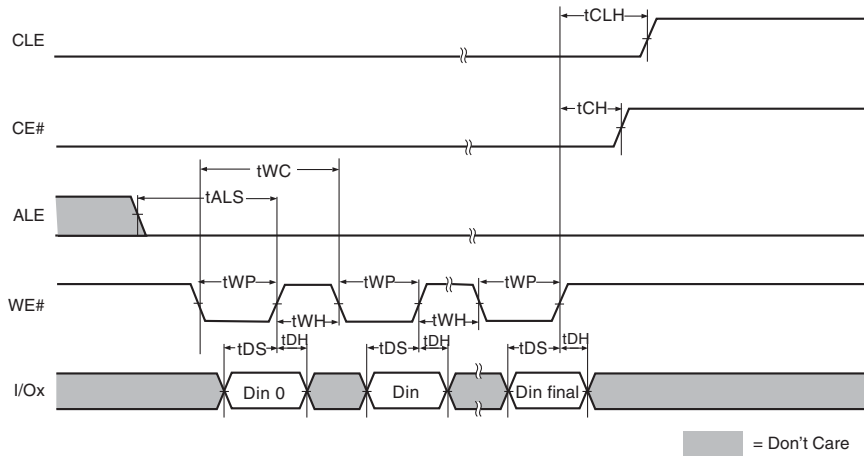 tCLH
CLE
tCH
CE#
tWC
tALS
ALE
tWP tWP tWP
WE#
tWH tWH
tDS tDH tDS tDH tDS tDH
I/Ox Din 0 Din Din final
= Don't Care